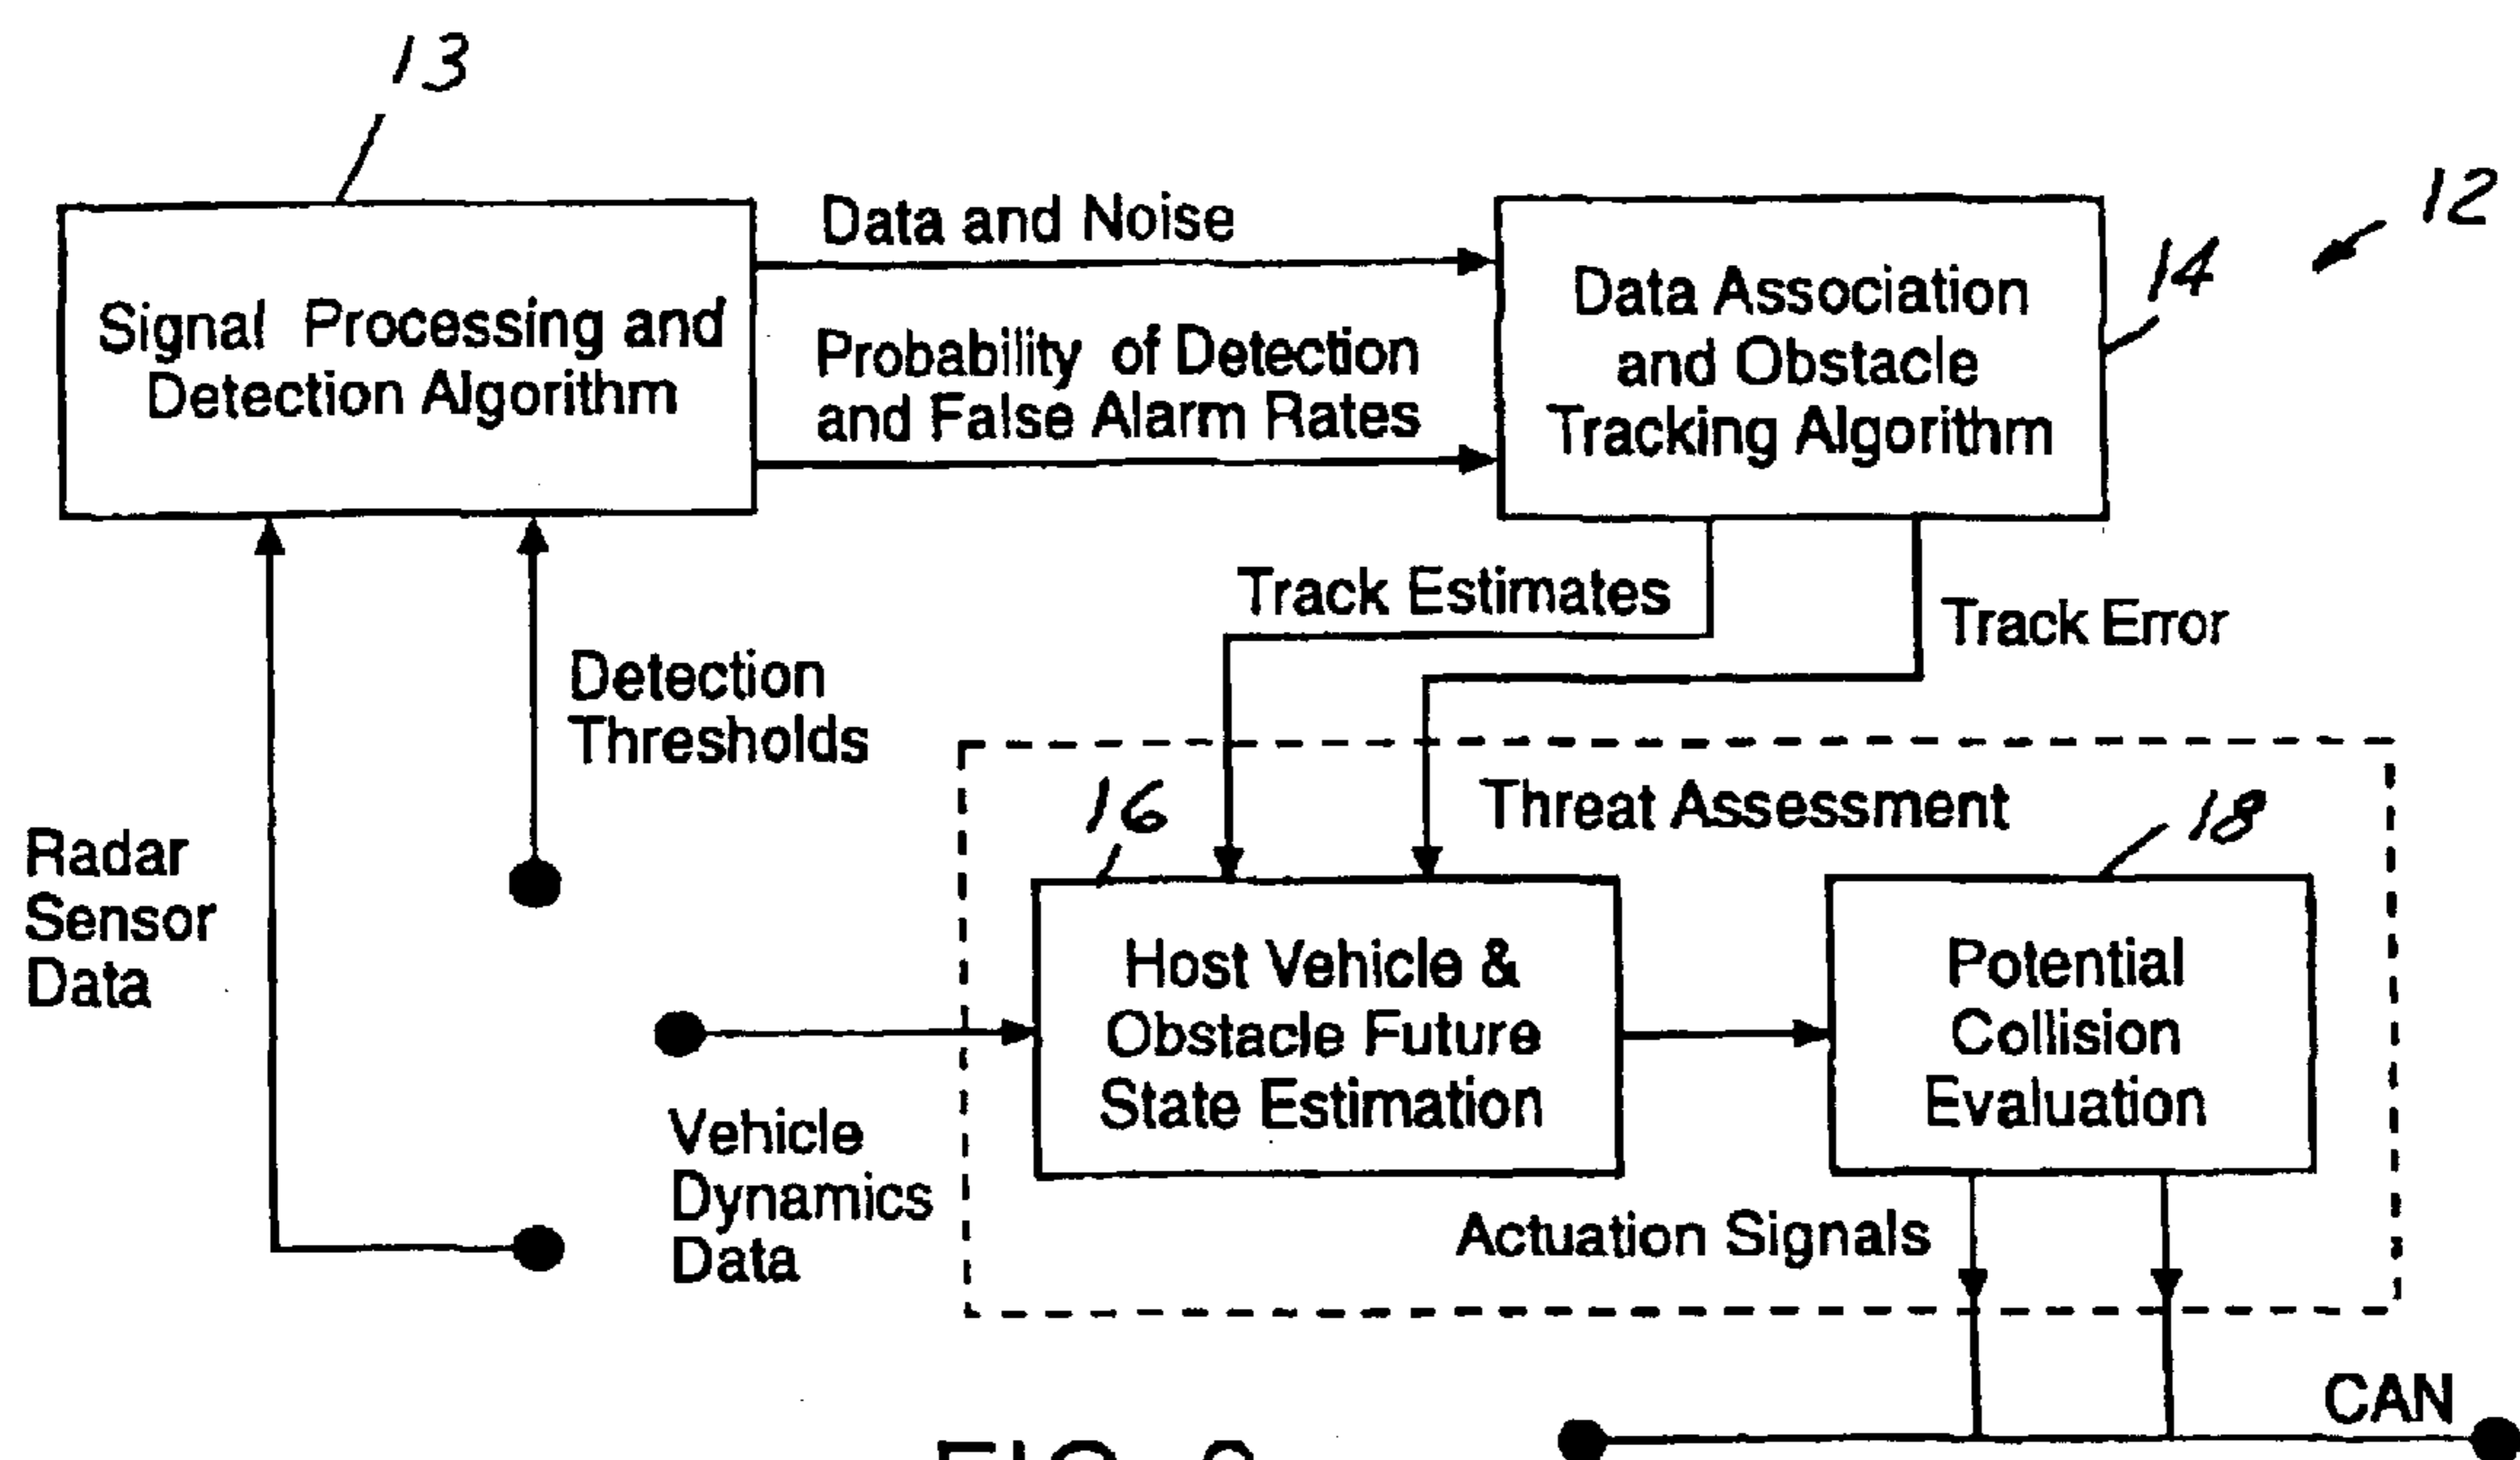 13
12
14
Data and Noise
Signal Processing and
Detection Algorithm
Probability of Detection
and False Alarm Rates
Data Association
and Obstacle
Tracking Algorithm
Track Estimates
Track Error
Detection
Thresholds
Radar
Sensor
Data
Threat Assessment
16
18
Host Vehicle &
Obstacle Future
State Estimation
Potential
Collision
Evaluation
Vehicle
Dynamics
Data
Actuation Signals
CAN